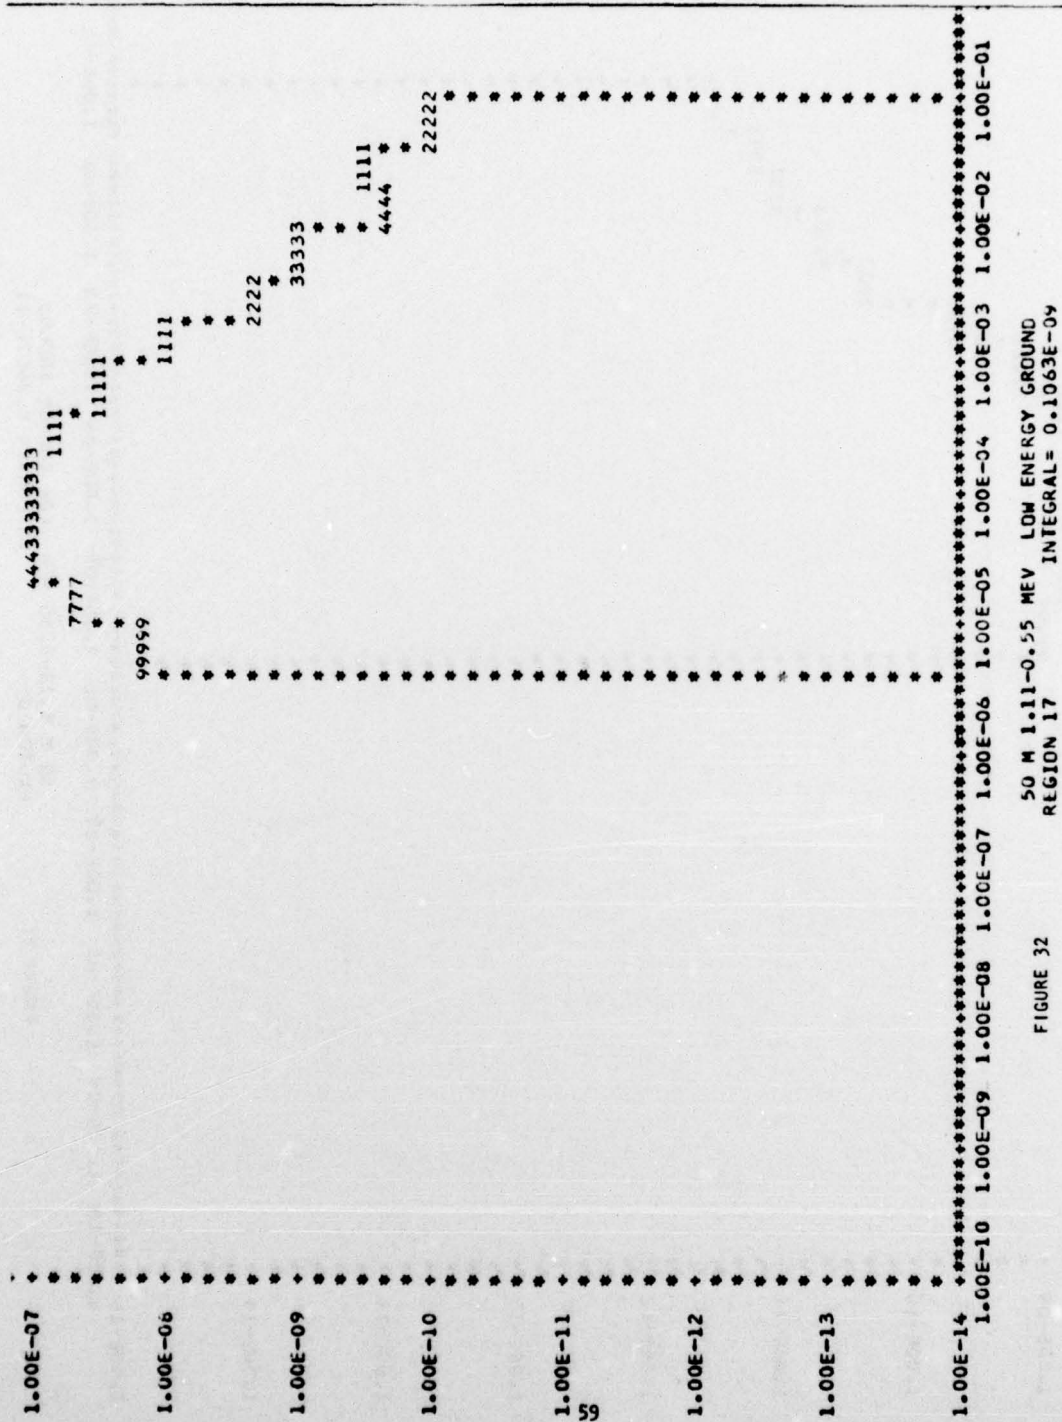 1.00E-07 44433333333
1111
7777 11111
99999
1.00E-06 1111
2222
1.00E-09 33333
1111
4444
1.00E-10 22222
1.00E-11
1.00E-12
1.00E-13
1.00E-14
1.00E-10 1.00E-09 1.00E-08 1.00E-07 1.00E-06 1.00E-05 1.00E-04 1.00E-03 1.00E-02 1.00E-01
50 M 1.11-0.55 MEV LOW ENERGY GROUND
FIGURE 32
REGION 17 INTEGRAL= 0.1063E-09
59